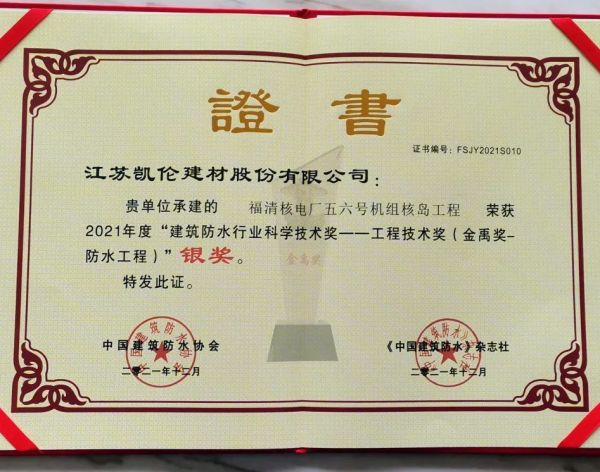 證書
证书编号：FSJY2021S010
江苏凯伦建材股份有限公司：
贵单位承建的 福清核电厂五六号机组核岛工程 荣获
2021年度“建筑防水行业科学技术奖——工程技术奖（金禹奖-
防水工程）”银奖。
金禹奖
特发此证。
中国建筑防水协会
《中国建筑防水》杂志社
二〇二一年十二月
二〇二一年十二月